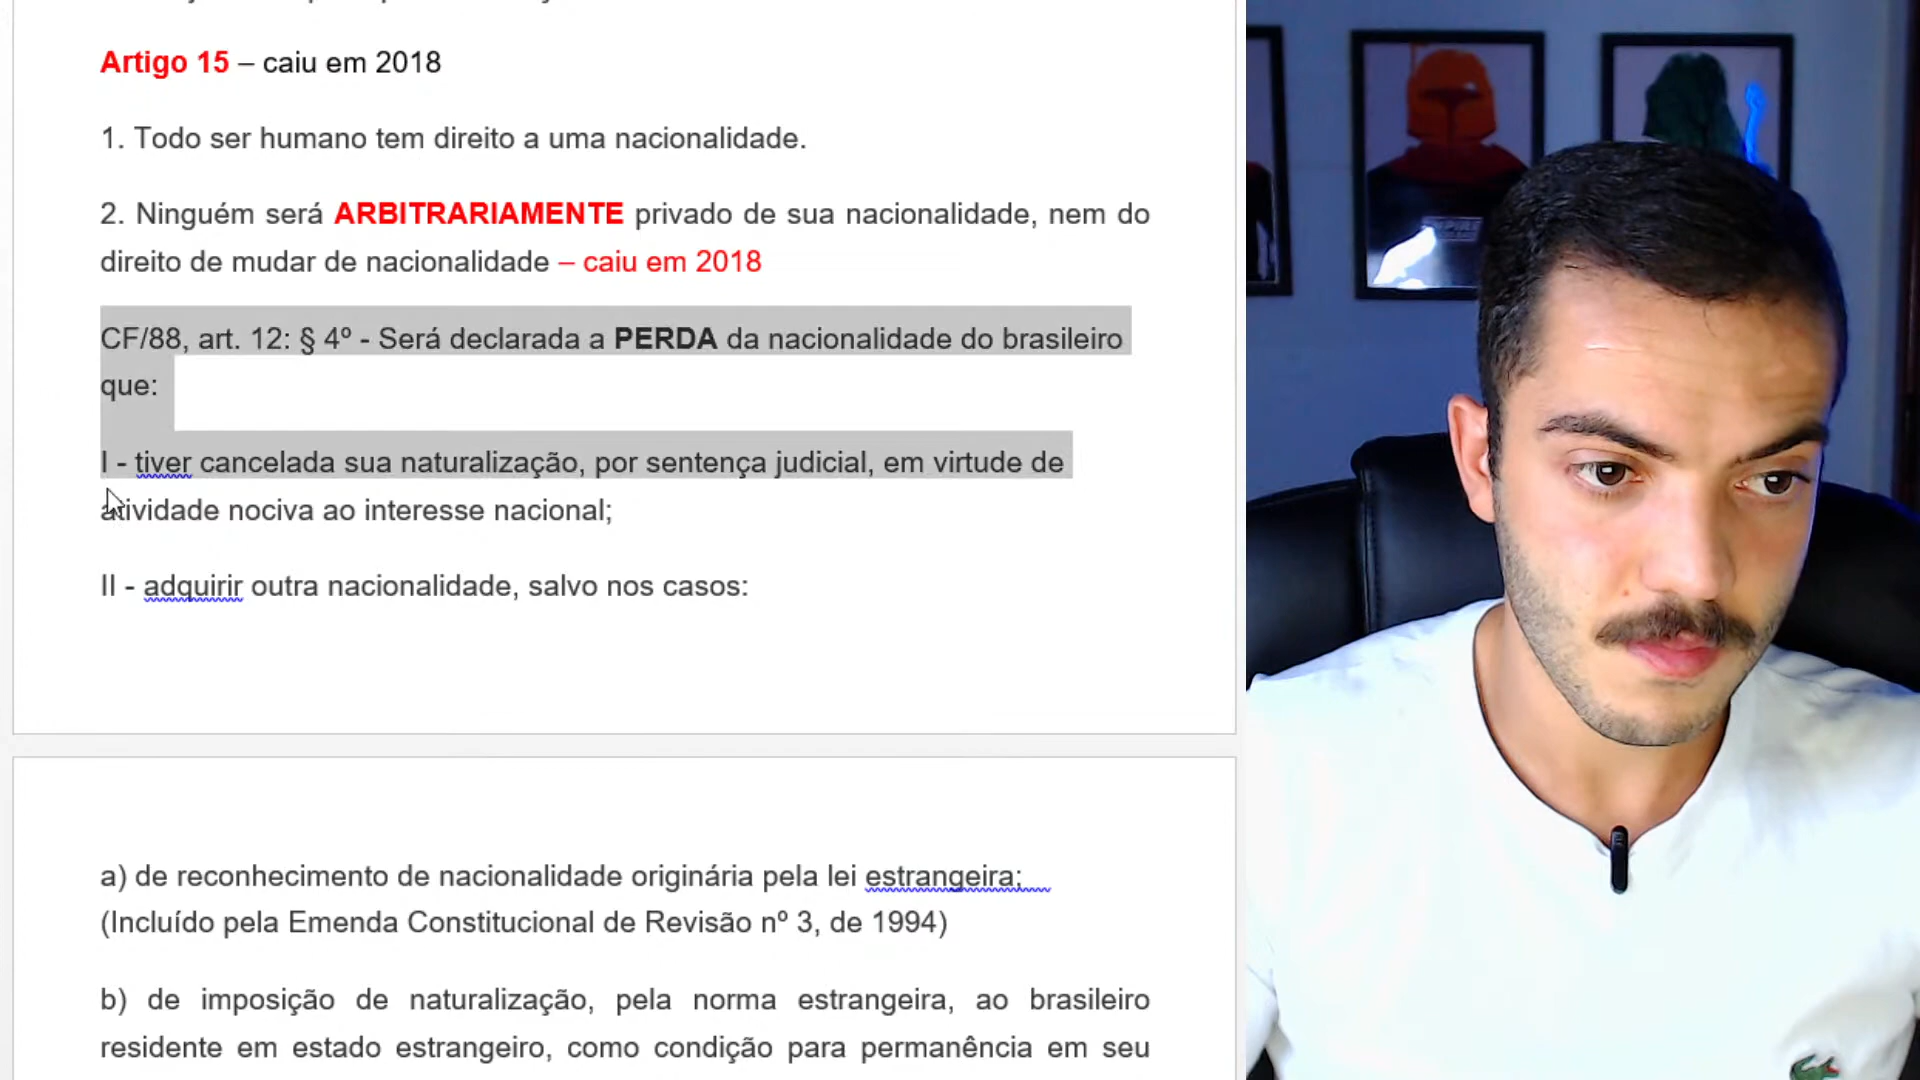 Artigo 15 – caiu em 2018
1. Todo ser humano tem direito a uma nacionalidade.
2. Ninguém será ARBITRARIAMENTE privado de sua nacionalidade, nem do
direito de mudar de nacionalidade – caiu em 2018
CF/88, art. 12: § 4º - Será declarada a PERDA da nacionalidade do brasileiro
que:
I - tiver cancelada sua naturalização, por sentença judicial, em virtude de
atividade nociva ao interesse nacional;
II - adquirir outra nacionalidade, salvo nos casos:
a) de reconhecimento de nacionalidade originária pela lei estrangeira;
(Incluído pela Emenda Constitucional de Revisão nº 3, de 1994)
b) de imposição de naturalização, pela norma estrangeira, ao brasileiro
residente em estado estrangeiro, como condição para permanência em seu